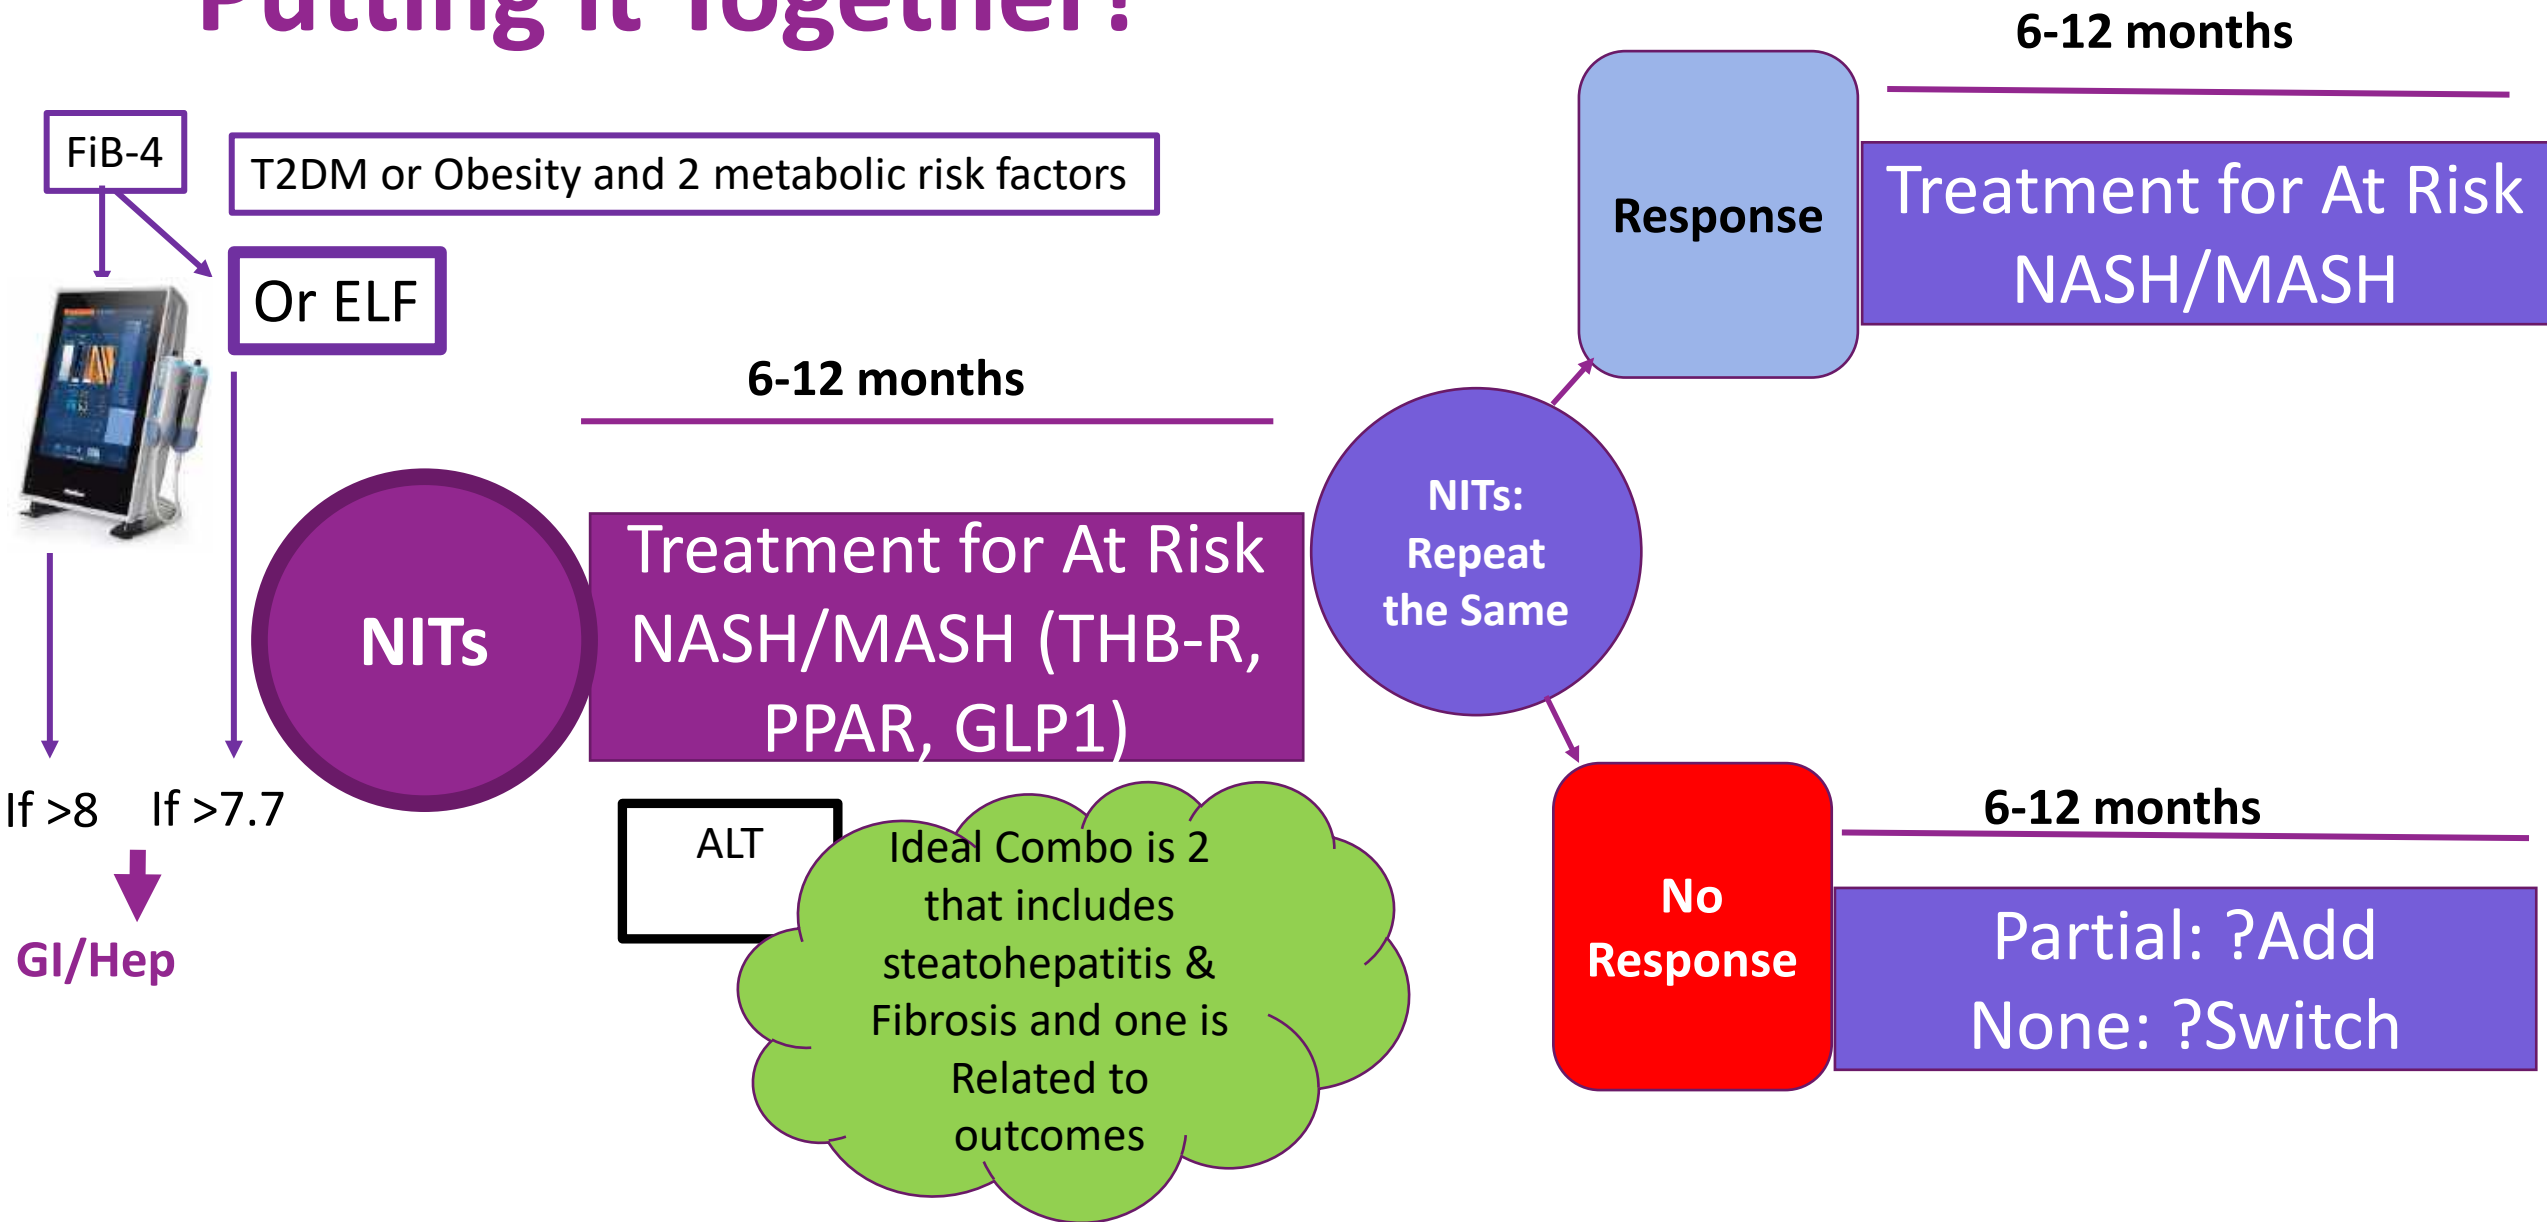 Putting it Together!
FiB-4
T2DM or Obesity and 2 metabolic risk factors
Or ELF
If >8
If >7.7
GI/Hep
NITs
6-12 months
Treatment for At Risk
NASH/MASH (THB-R,
PPAR, GLP1)
ALT
Ideal Combo is 2
that includes
steatohepatitis &
Fibrosis and one is
Related to
outcomes
NITs:
Repeat
the Same
Response
6-12 months
Treatment for At Risk
NASH/MASH
No
Response
6-12 months
Partial: ?Add
None: ?Switch